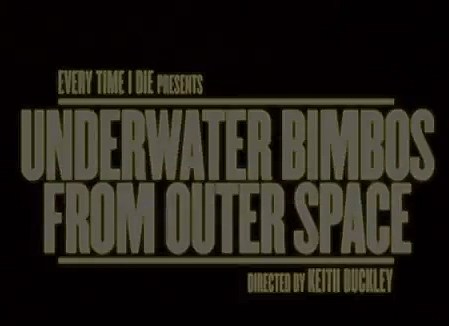 EVERY TIME I DIE PRESENTS
UNDERWATER BIMBOS
FROM OUTER SPACE
DIRECTED BY KEITH BUCKLEY